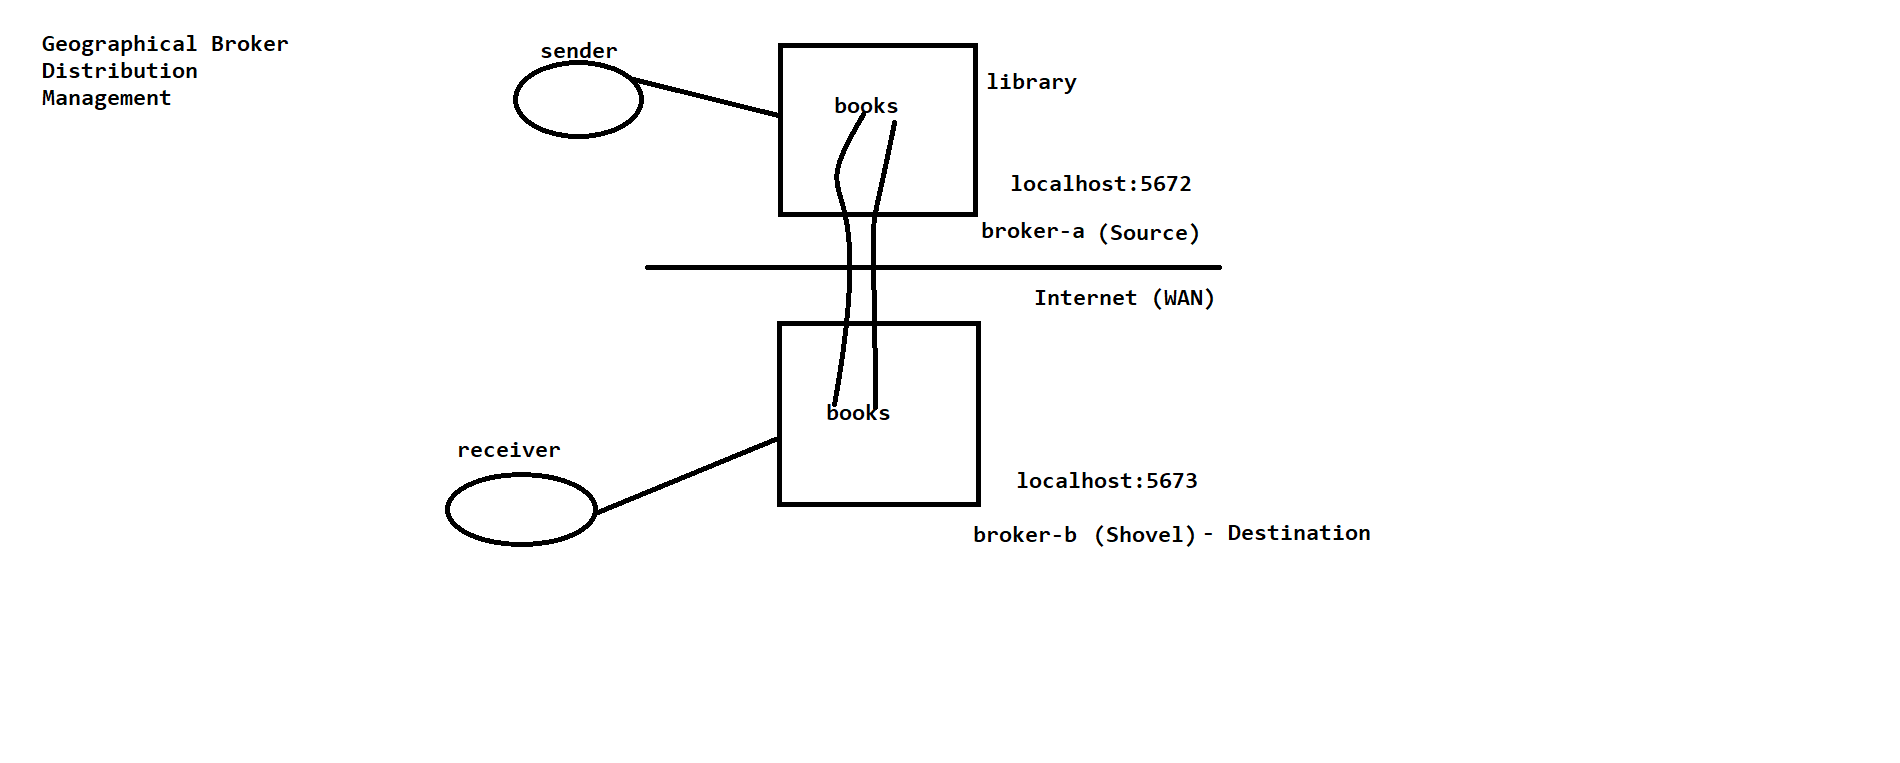 Geographical Broker
Distribution
Management
sender
library
books
localhost:5672
broker-a (Source)
Internet (WAN)
books
receiver
localhost:5673
broker-b (Shovel) - Destination